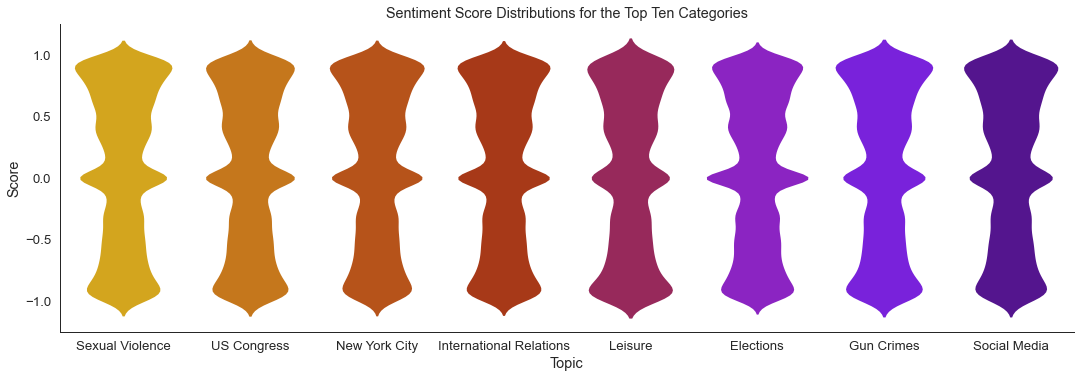 Sentiment Score Distributions for the Top Ten Categories
Score
1.0
0.5
0.0
−0.5
−1.0
Sexual Violence US Congress New York City International Relations Leisure Elections Gun Crimes Social Media
Topic